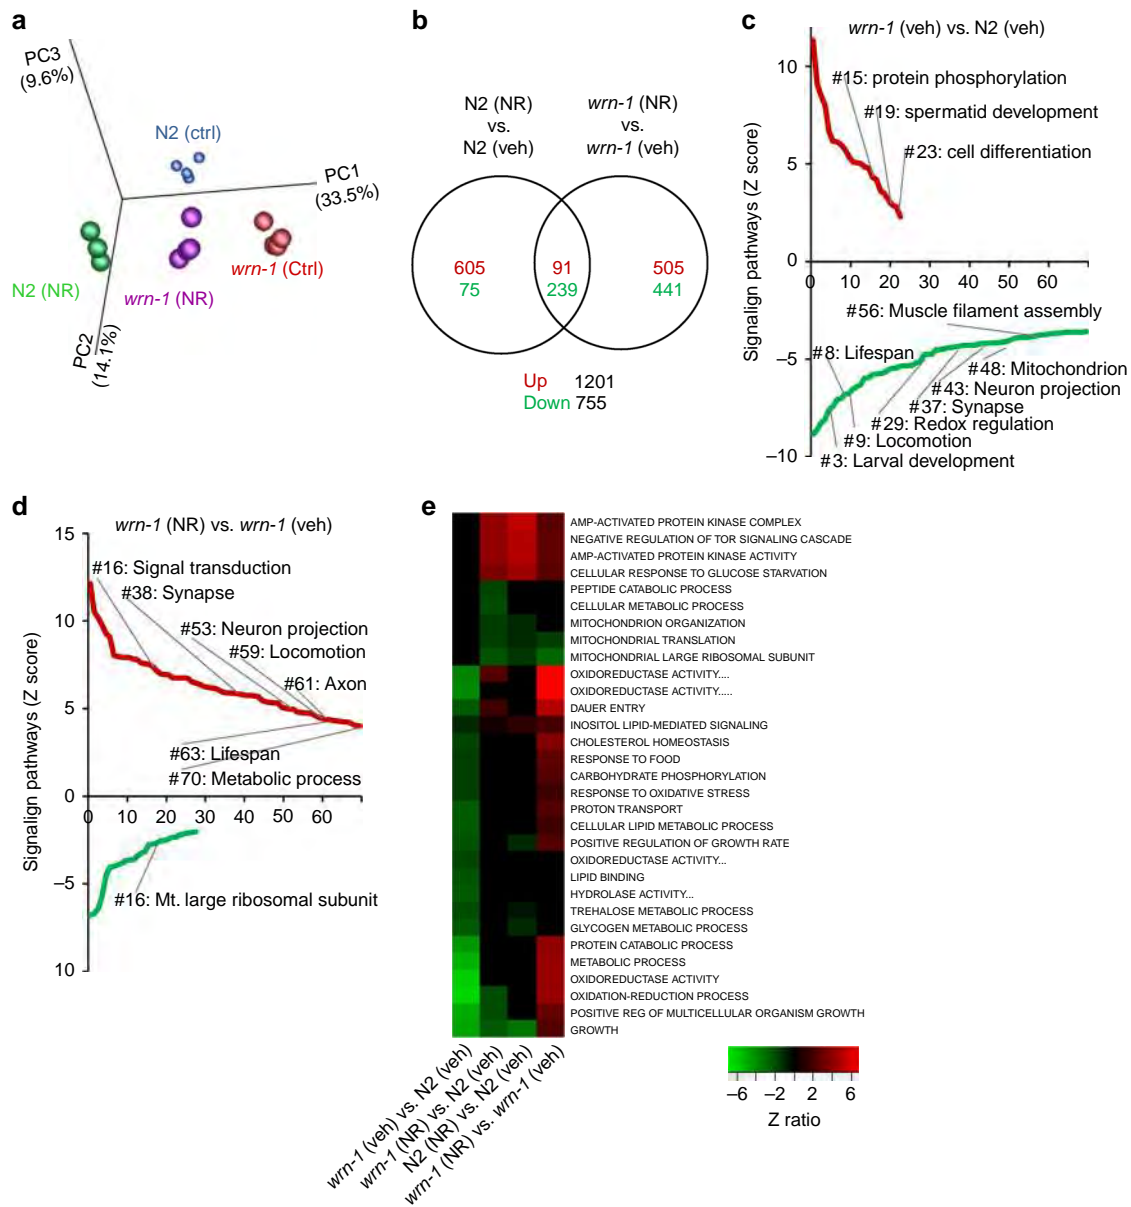 a
PC3
(9.6%)
N2 (ctrl)
PC1
(33.5%)
wrn-1 (Ctrl)
N2 (NR)
wrn-1 (NR)
PC2
(14.1%)
b
N2 (NR)
vs.
N2 (veh)
wrn-1 (NR)
vs.
wrn-1 (veh)
605
91
505
75
239
441
Up 1201
Down 755
c
wrn-1 (veh) vs. N2 (veh)
Signalign pathways (Z score)
10
5
0
–5
–10
0 10 20 30 40 50 60
#15: protein phosphorylation
#19: spermatid development
#23: cell differentiation
#56: Muscle filament assembly
#8: Lifespan
#48: Mitochondrion
#43: Neuron projection
#37: Synapse
#29: Redox regulation
#9: Locomotion
#3: Larval development
d
wrn-1 (NR) vs. wrn-1 (veh)
Signalign pathways (Z score)
15
10
5
0
–5
10
0 10 20 30 40 50 60
#16: Signal transduction
#38: Synapse
#53: Neuron projection
#59: Locomotion
#61: Axon
#63: Lifespan
#70: Metabolic process
#16: Mt. large ribosomal subunit
e
AMP-ACTIVATED PROTEIN KINASE COMPLEX
NEGATIVE REGULATION OF TOR SIGNALING CASCADE
AMP-ACTIVATED PROTEIN KINASE ACTIVITY
CELLULAR RESPONSE TO GLUCOSE STARVATION
PEPTIDE CATABOLIC PROCESS
CELLULAR METABOLIC PROCESS
MITOCHONDRION ORGANIZATION
MITOCHONDRIAL TRANSLATION
MITOCHONDRIAL LARGE RIBOSOMAL SUBUNIT
OXIDOREDUCTASE ACTIVITY....
OXIDOREDUCTASE ACTIVITY.....
DAUER ENTRY
INOSITOL LIPID-MEDIATED SIGNALING
CHOLESTEROL HOMEOSTASIS
RESPONSE TO FOOD
CARBOHYDRATE PHOSPHORYLATION
RESPONSE TO OXIDATIVE STRESS
PROTON TRANSPORT
CELLULAR LIPID METABOLIC PROCESS
POSITIVE REGULATION OF GROWTH RATE
OXIDOREDUCTASE ACTIVITY...
LIPID BINDING
HYDROLASE ACTIVITY...
TREHALOSE METABOLIC PROCESS
GLYCOGEN METABOLIC PROCESS
PROTEIN CATABOLIC PROCESS
METABOLIC PROCESS
OXIDOREDUCTASE ACTIVITY
OXIDATION-REDUCTION PROCESS
POSITIVE REG OF MULTICELLULAR ORGANISM GROWTH
GROWTH
wrn-1 (veh) vs. N2 (veh)
wrn-1 (NR) vs. N2 (veh)
N2 (NR) vs. N2 (veh)
wrn-1 (NR) vs. wrn-1 (veh)
–6 –2 2 6
Z ratio